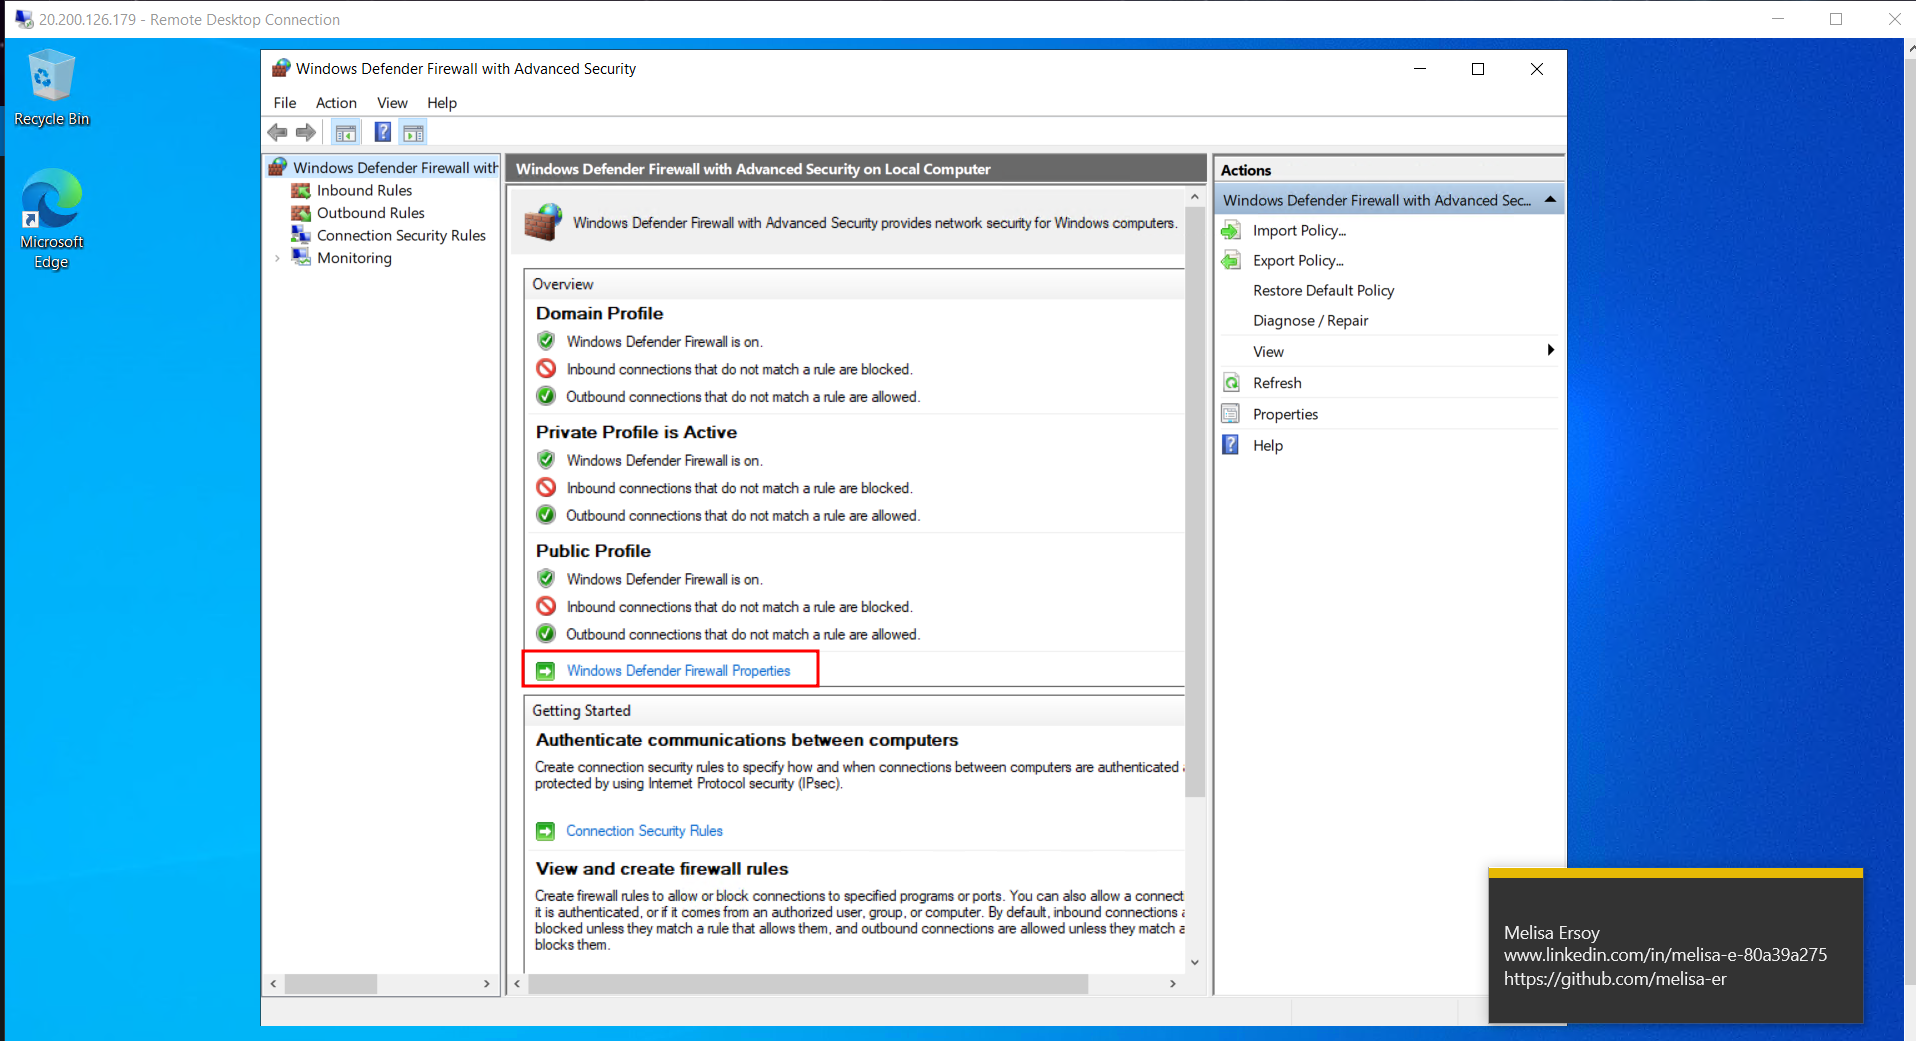 20.200.126.179 - Remote Desktop Connection
Recycle Bin
Microsoft
Edge
Windows Defender Firewall with Advanced Security
File Action View Help
Windows Defender Firewall with
Inbound Rules
Outbound Rules
Connection Security Rules
Monitoring
Windows Defender Firewall with Advanced Security on Local Computer
Windows Defender Firewall with Advanced Security provides network security for Windows computers.
Overview
Domain Profile
Windows Defender Firewall is on.
Inbound connections that do not match a rule are blocked.
Outbound connections that do not match a rule are allowed.
Private Profile is Active
Windows Defender Firewall is on.
Inbound connections that do not match a rule are blocked.
Outbound connections that do not match a rule are allowed.
Public Profile
Windows Defender Firewall is on.
Inbound connections that do not match a rule are blocked.
Outbound connections that do not match a rule are allowed.
Windows Defender Firewall Properties
Getting Started
Authenticate communications between computers
Create connection security rules to specify how and when connections between computers are authenticated
protected by using Internet Protocol security (IPsec).
Connection Security Rules
View and create firewall rules
Create firewall rules to allow or block connections to specified programs or ports. You can also allow a connect
it is authenticated, or if it comes from an authorized user, group, or computer. By default, inbound connections
blocked unless they match a rule that allows them, and outbound connections are allowed unless they match a
blocks them.
Actions
Windows Defender Firewall with Advanced Sec...
Import Policy...
Export Policy...
Restore Default Policy
Diagnose / Repair
View
Refresh
Properties
Help
Melisa Ersoy
www.linkedin.com/in/melisa-e-80a39a275
https://github.com/melisa-er